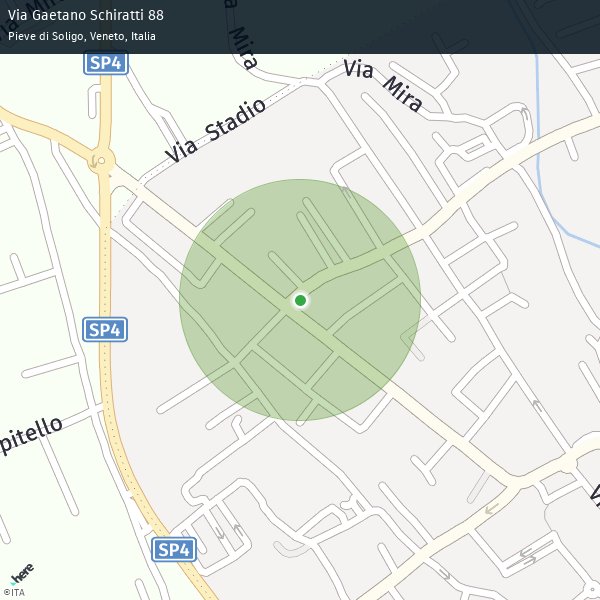 Via Gaetano Schiratti 88
Pieve di Soligo, Veneto, Italia
Mira
SP4
Via Mira
Via Stadio
SP4
pitello
SP4
here
©ITA